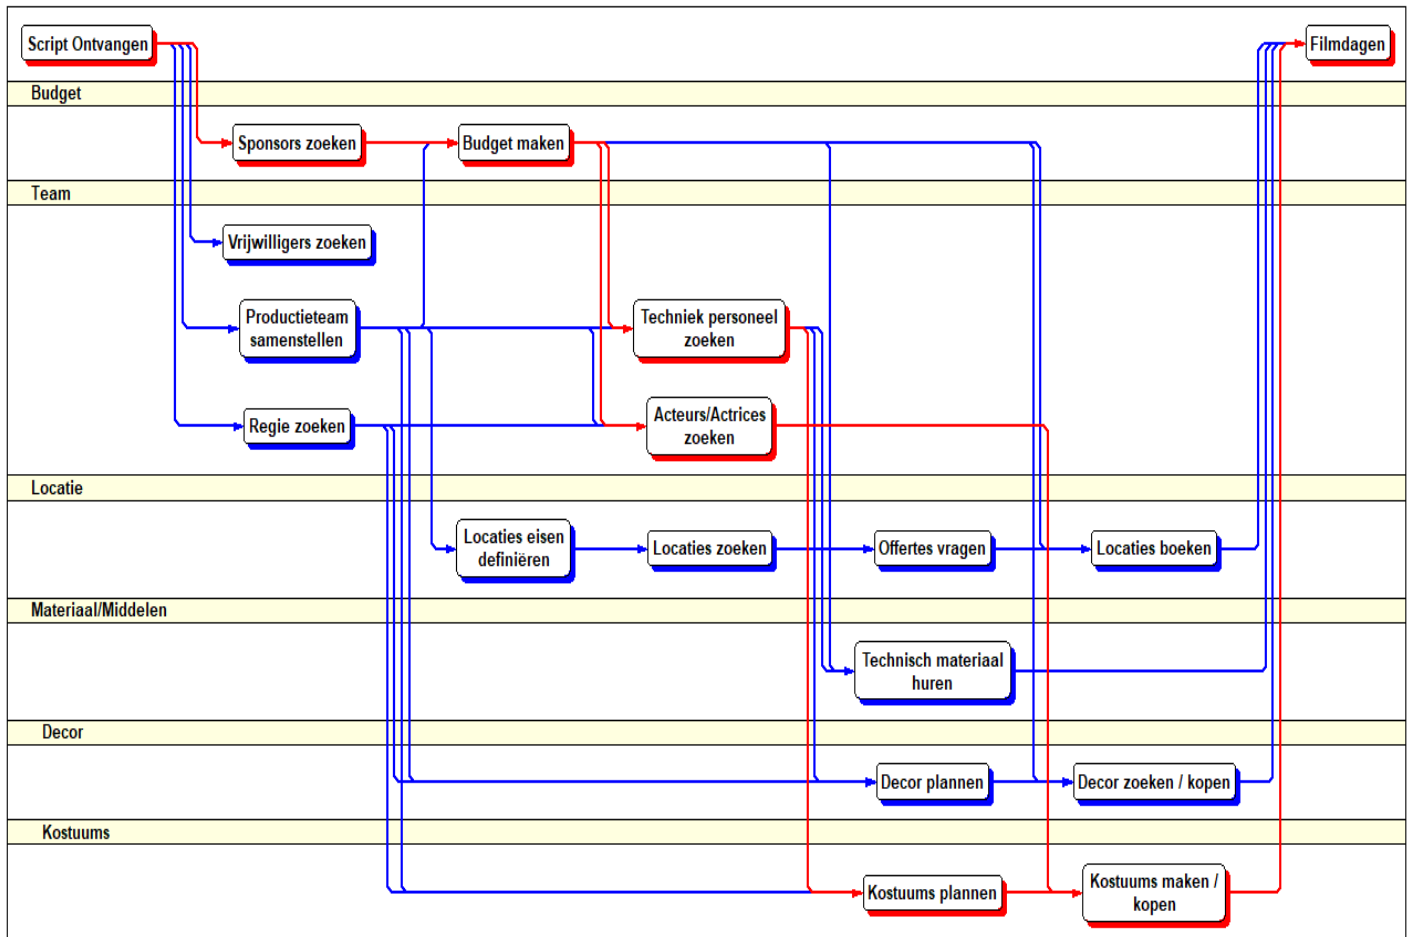 Script Ontvangen
Filmdagen
Budget
Sponsors zoeken
Budget maken
Team
Vrijwilligers zoeken
Productieteam
samenstellen
Techniek personeel
zoeken
Regie zoeken
Acteurs/Actrices
zoeken
Locatie
Locaties eisen
definiëren
Locaties zoeken
Offertes vragen
Locaties boeken
Materiaal/Middelen
Technisch materiaal
huren
Decor
Decor plannen
Decor zoeken / kopen
Kostuums
Kostuums plannen
Kostuums maken /
kopen